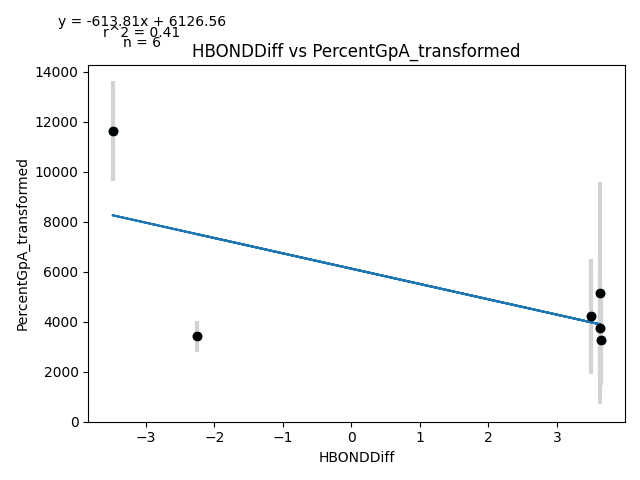 y = -613.81x + 6126.56
r^2 = 0.41
n = 6
HBONDDiff vs PercentGpA_transformed
14000
12000
10000
8000
6000
4000
2000
0
PercentGpA_transformed
−3
−2
−1
0
1
2
3
HBONDDiff